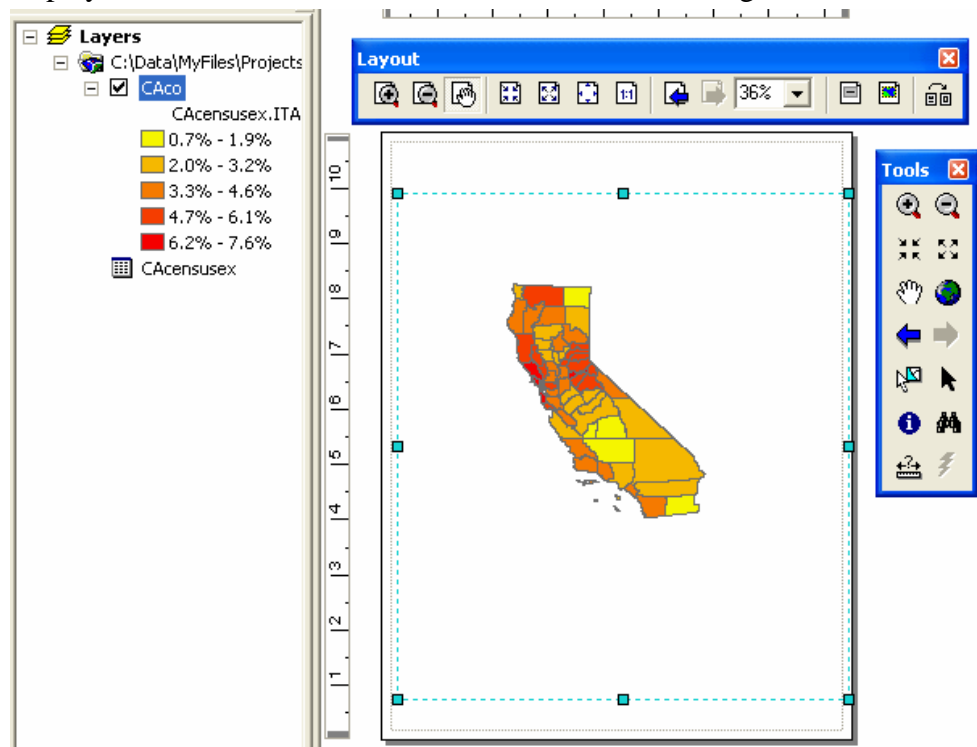 Layers
C:\Data\MyFiles\Projects
CAco
CAcensusex.ITA
0.7% - 1.9%
2.0% - 3.2%
3.3% - 4.6%
4.7% - 6.1%
6.2% - 7.6%
CAcensusex
Layout
1:1
36%
10
9
8
7
6
5
4
3
2
1
Tools